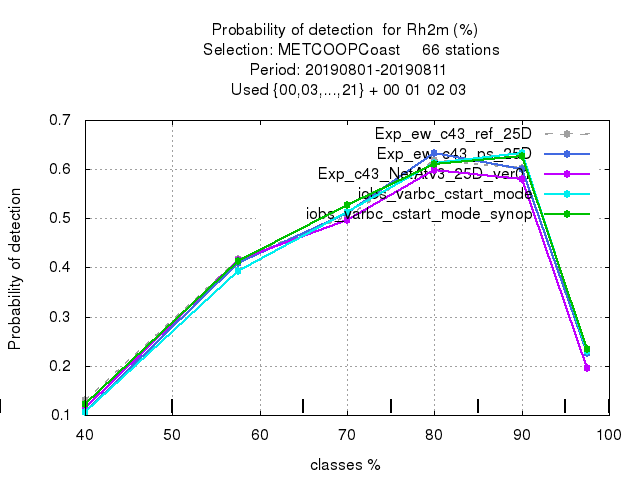 Probability of detection  for Rh2m (%)
Selection: METCOOPCoast     66 stations
Period: 20190801-20190811
Used {00,03,...,21} + 00 01 02 03
0.7
0.6
0.5
0.4
0.3
0.2
0.1
Probability of detection
Exp_ew_c43_ref_25D
Exp_ew_c43_ps_25D
iobs_varbc_cstart_mode
iobs_varbc_cstart_mode_synop
40 50 60 70 80 90 100
classes %